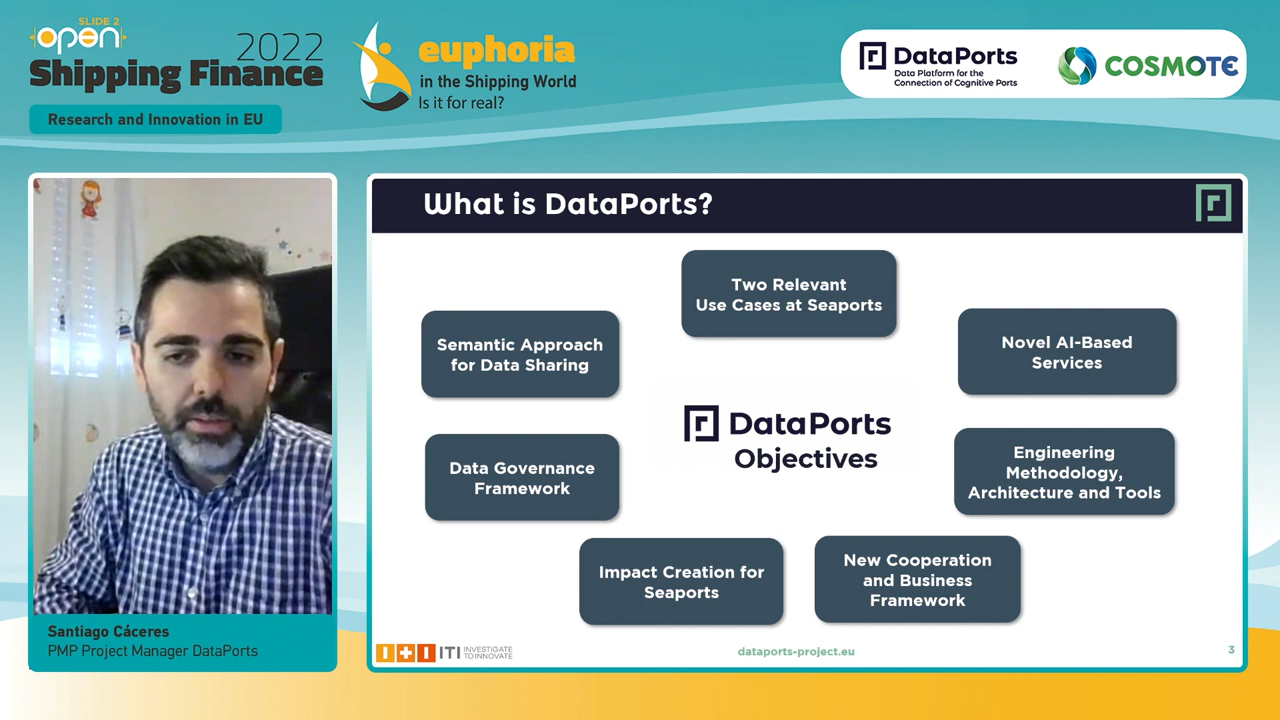 SLIDE 2
open
2022
Shipping Finance
Research and Innovation in EU
euphoria
in the Shipping World
Is it for real?
DataPorts
Data Platform for the
Connection of Cognitive Ports
COSMOTE
What is DataPorts?
Two Relevant
Use Cases at Seaports
Semantic Approach
for Data Sharing
Novel AI-Based
Services
DataPorts
Objectives
Data Governance
Framework
Engineering
Methodology,
Architecture and Tools
Impact Creation for
Seaports
New Cooperation
and Business
Framework
Santiago Cáceres
PMP Project Manager DataPorts
ITI INVESTIGATE
TO INNOVATE
dataports-project.eu
3